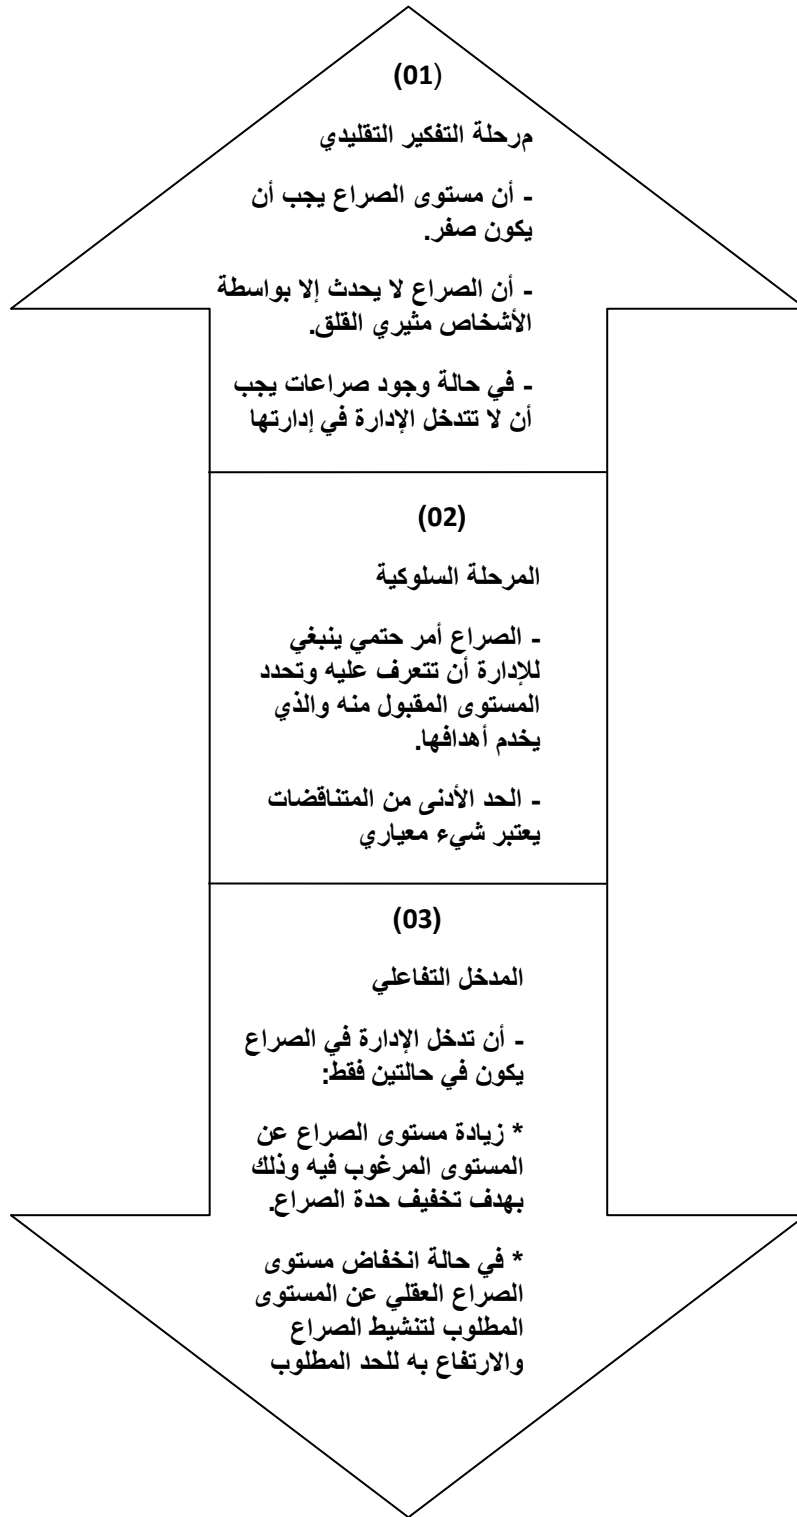 (01)
مرحلة التفكير التقليدي
- أن مستوى الصراع يجب أن
يكون صفر.
- أن الصراع لا يحدث إلا بواسطة
الأشخاص مثيري القلق.
- في حالة وجود صراعات يجب
أن لا تتدخل الإدارة في إدارتها
(02)
المرحلة السلوكية
- الصراع أمر حتمي ينبغي
للإدارة أن تتعرف عليه وتحدد
المستوى المقبول منه والذي
يخدم أهدافها.
- الحد الأدنى من المتناقضات
يعتبر شيء معياري
(03)
المدخل التفاعلي
- أن تدخل الإدارة في الصراع
يكون في حالتين فقط:
* زيادة مستوى الصراع عن
المستوى المرغوب فيه وذلك
بهدف تخفيف حدة الصراع.
* في حالة انخفاض مستوى
الصراع العقلي عن المستوى
المطلوب لتنشيط الصراع
والارتفاع به للحد المطلوب